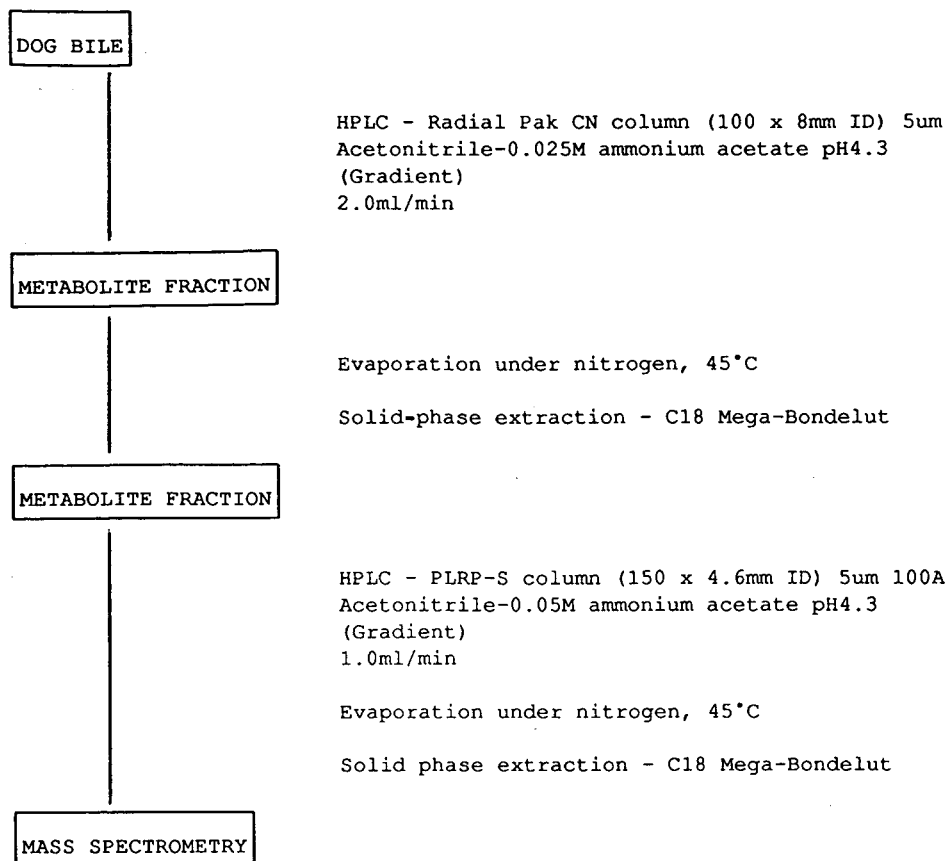 DOG BILE
HPLC - Radial Pak CN column (100 x 8mm ID) 5um
Acetonitrile-0.025M ammonium acetate pH4.3
(Gradient)
2.0ml/min
METABOLITE FRACTION
Evaporation under nitrogen, 45°C
Solid-phase extraction - C18 Mega-Bondelut
METABOLITE FRACTION
HPLC - PLRP-S column (150 x 4.6mm ID) 5um 100A
Acetonitrile-0.05M ammonium acetate pH4.3
(Gradient)
1.0ml/min
Evaporation under nitrogen, 45°C
Solid phase extraction - C18 Mega-Bondelut
MASS SPECTROMETRY